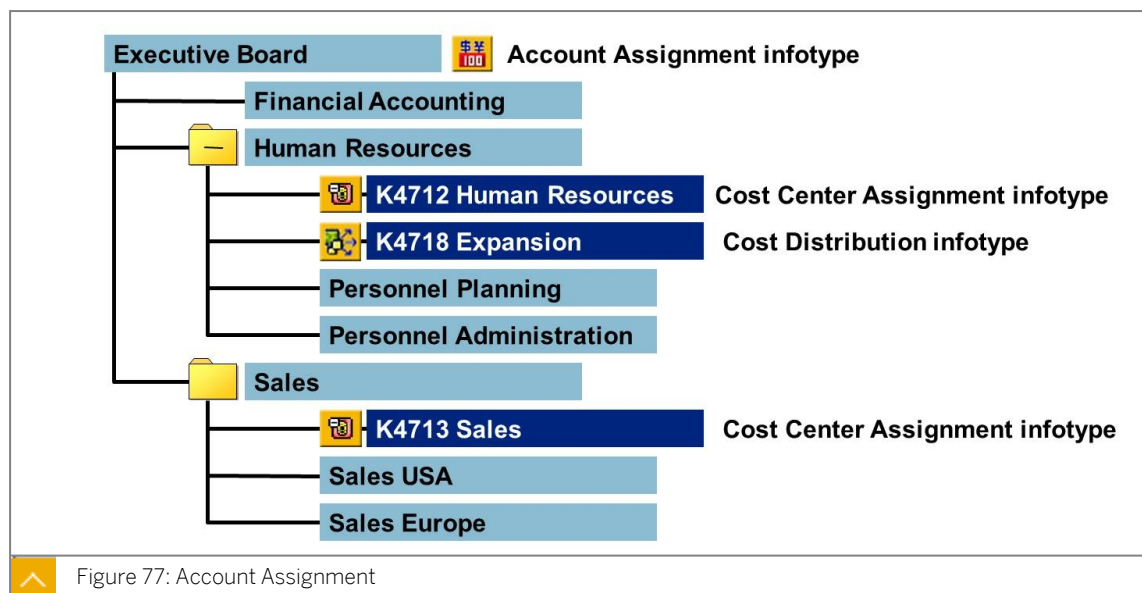 Executive Board
Account Assignment infotype
Financial Accounting
Human Resources
K4712 Human Resources
Cost Center Assignment infotype
K4718 Expansion
Cost Distribution infotype
Personnel Planning
Personnel Administration
Sales
K4713 Sales
Cost Center Assignment infotype
Sales USA
Sales Europe
Figure 77: Account Assignment